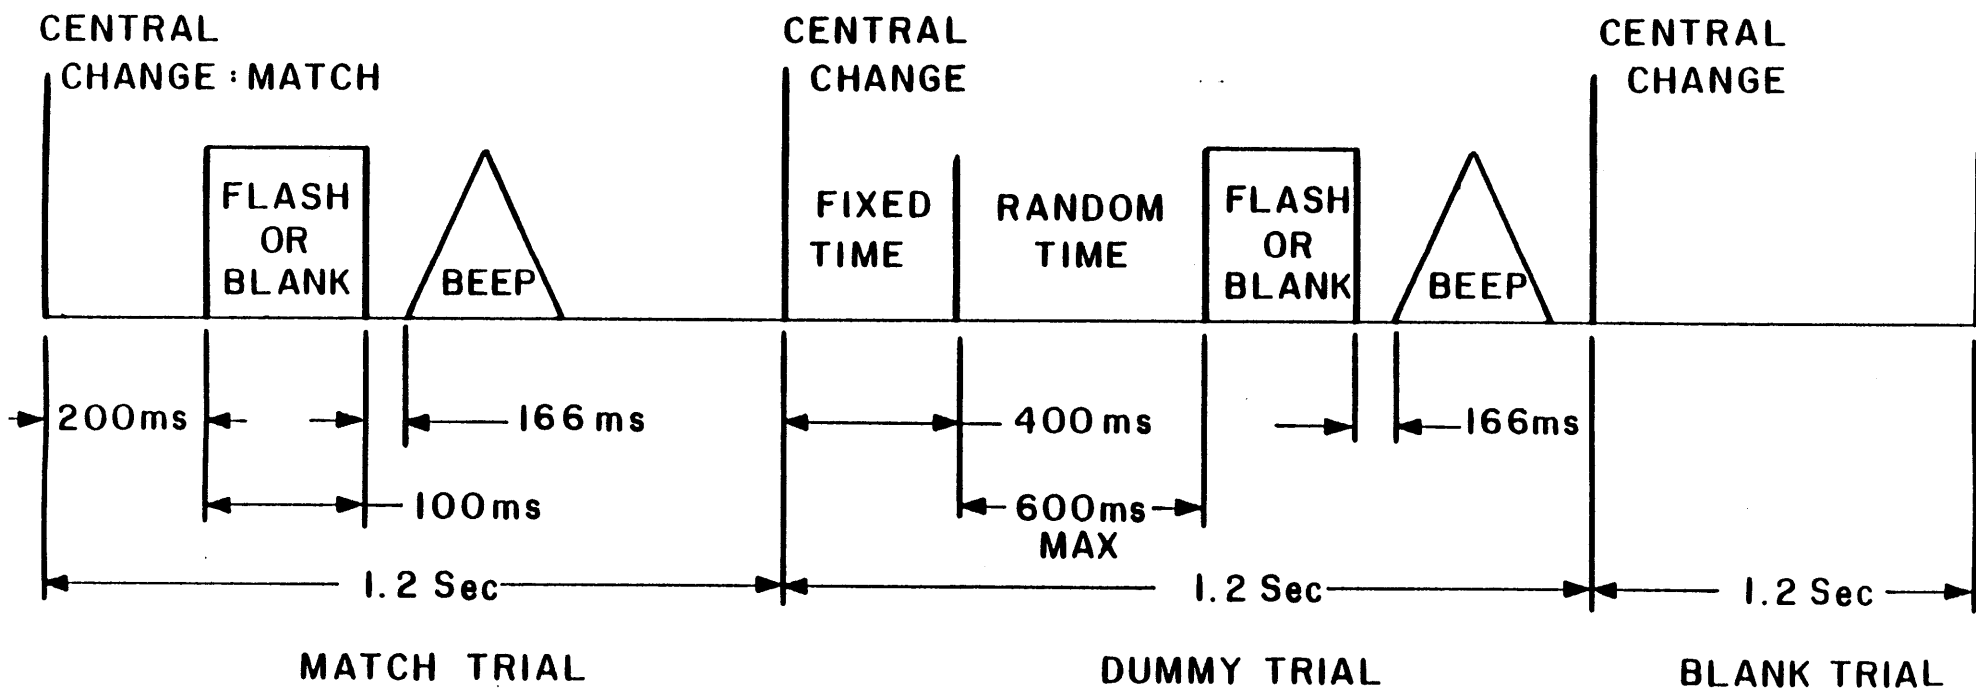 CENTRAL
CHANGE : MATCH
CENTRAL
CHANGE
CENTRAL
CHANGE
FLASH
OR
BLANK
BEEP
FIXED
TIME
RANDOM
TIME
FLASH
OR
BLANK
BEEP
200ms
166 ms
400 ms
166ms
100ms
600ms
MAX
1.2 Sec
1.2 Sec
1.2 Sec
MATCH TRIAL
DUMMY TRIAL
BLANK TRIAL